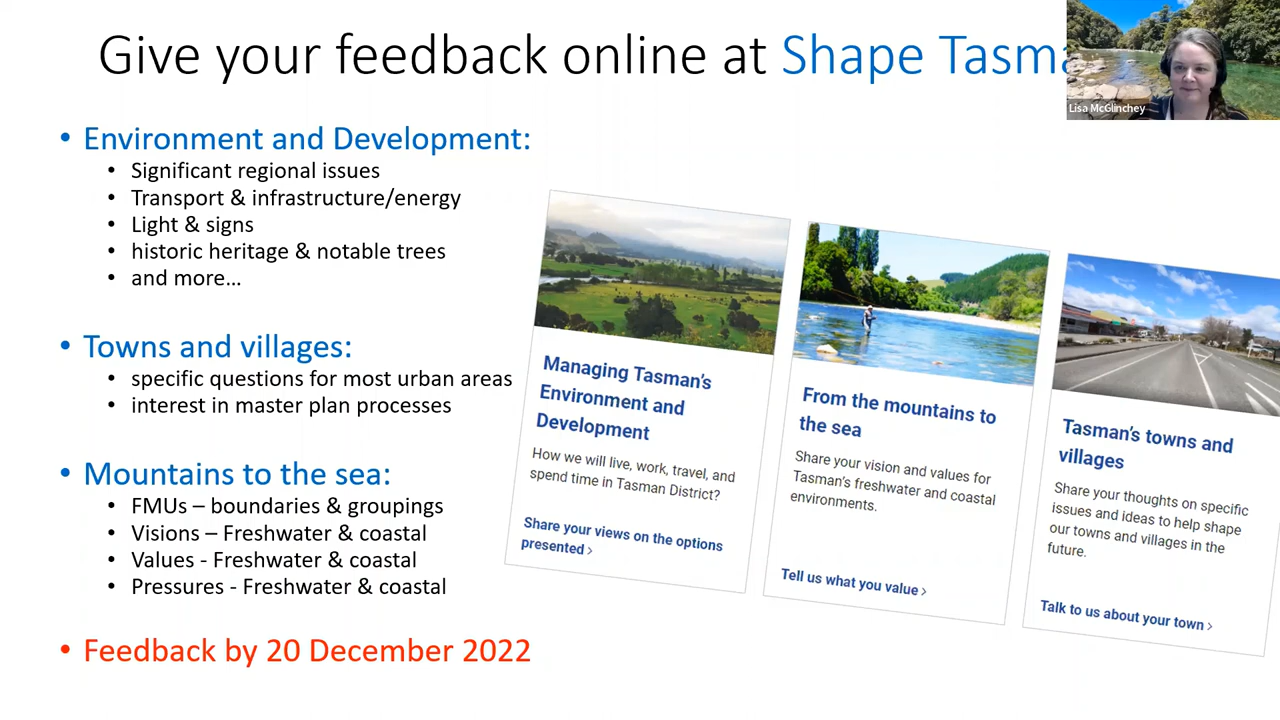 Give your feedback online at Shape Tasma
Lisa McGlinchey
• Environment and Development:
• Significant regional issues
• Transport & infrastructure/energy
• Light & signs
• historic heritage & notable trees
• and more…
• Towns and villages:
• specific questions for most urban areas
• interest in master plan processes
• Mountains to the sea:
• FMUs – boundaries & groupings
• Visions – Freshwater & coastal
• Values - Freshwater & coastal
• Pressures - Freshwater & coastal
• Feedback by 20 December 2022
Managing Tasman's
Environment and
Development
How we will live, work, travel, and
spend time in Tasman District?
Share your views on the options
presented >
From the mountains to
the sea
Share your vision and values for
Tasman's freshwater and coastal
environments.
Tell us what you value >
Tasman's towns and
villages
Share your thoughts on specific
issues and ideas to help shape
our towns and villages in the
future.
Talk to us about your town >